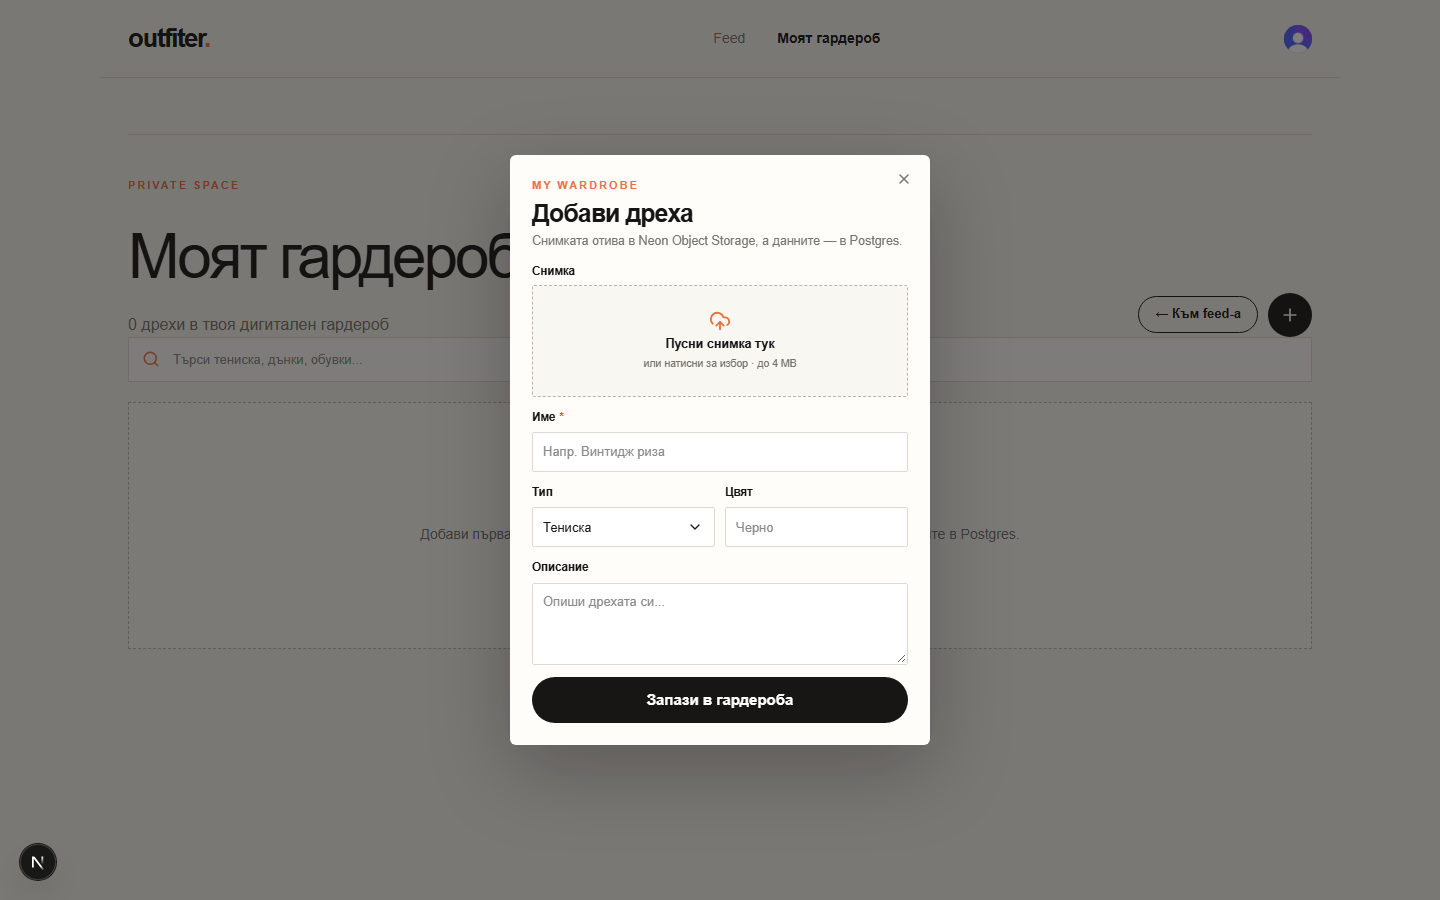 outfiter.
Feed
Моят гардероб
PRIVATE SPACE
Моят гардероб
0 дрехи в твоя дигитален гардероб
← Към feed-а
Търси тениска, дънки, обувки...
Добави първа
те в Postgres.
MY WARDROBE
Добави дреха
Снимката отива в Neon Object Storage, а данните — в Postgres.
Снимка
Пусни снимка тук
или натисни за избор · до 4 MB
Име *
Напр. Винтидж риза
Тип
Цвят
Тениска
Черно
Описание
Опиши дрехата си...
Запази в гардероба
N